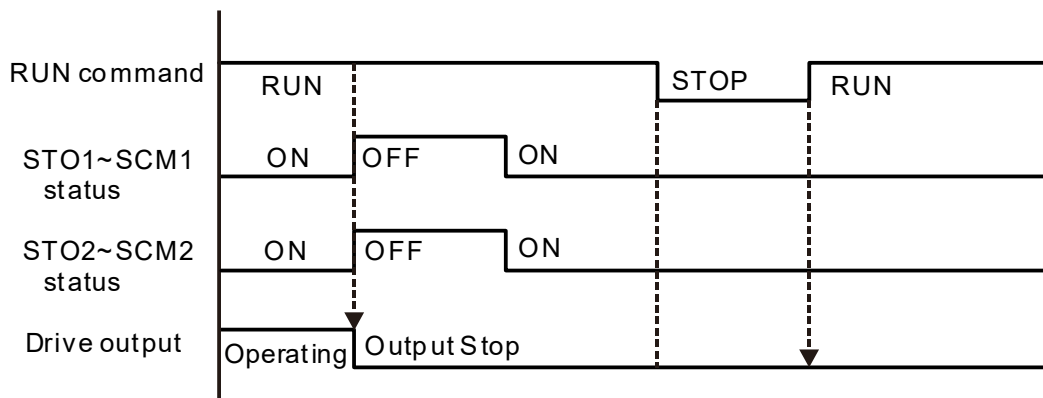 RUN command
RUN
STOP
RUN
STO1~SCM1
status
ON
OFF
ON
STO2~SCM2
status
ON
OFF
ON
Drive output
Operating
Output Stop